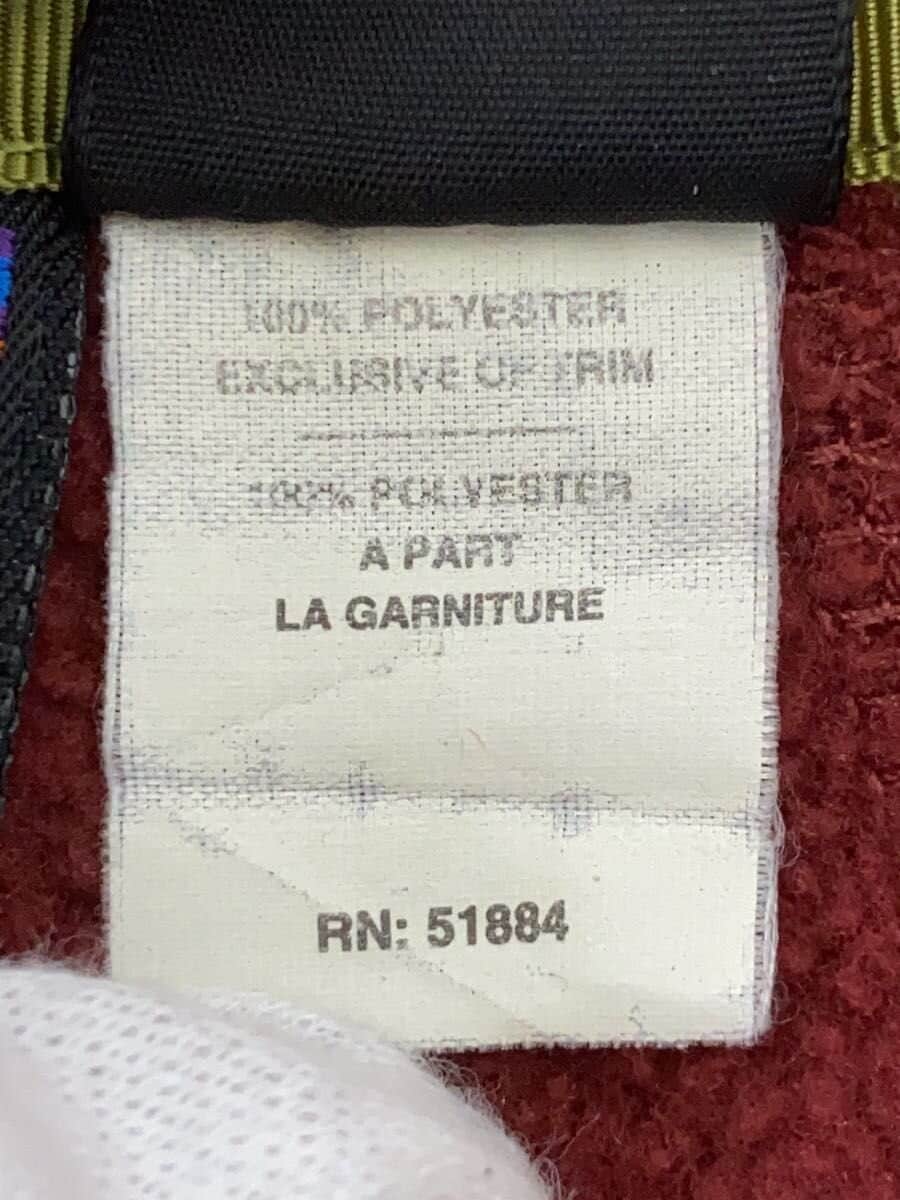 100% POLYESTER
EXCLUSIVE OF TRIM
100% POLYESTER
A PART
LA GARNITURE
RN: 51884